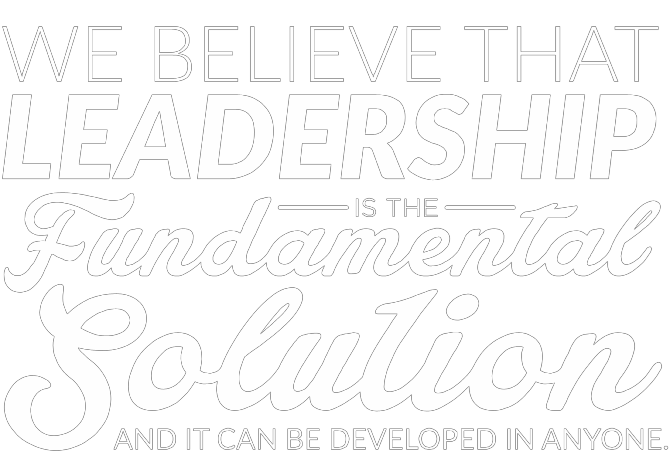 WE BELIEVE THAT
LEADERSHIP
IS THE
Fundamental
Solution
AND IT CAN BE DEVELOPED IN ANYONE.